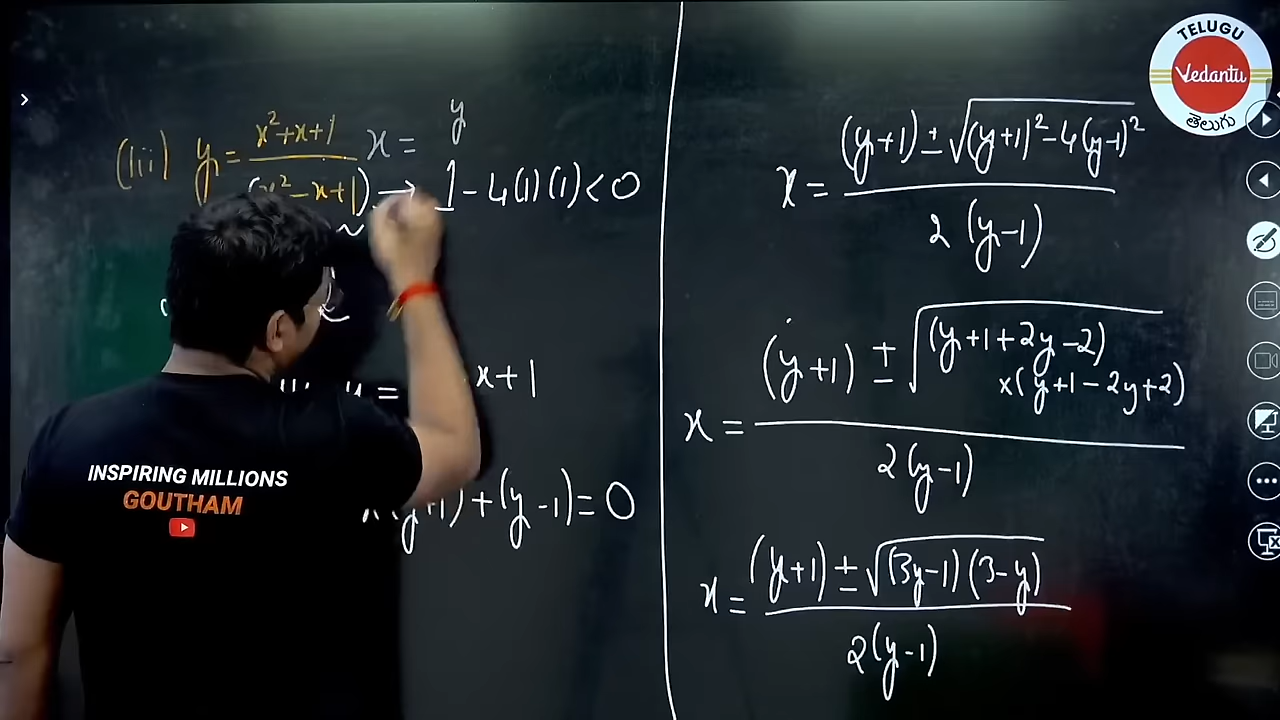 (iii) y = x²+x+1 / (x²-x+1) → 1-4(1)(1)<0
x = y
y = x+1
x(y+1)+(y-1)=0
INSPIRING MILLIONS
GOUTHAM
x = (y+1)±√(y+1)²-4(y-1)² / 2(y-1)
x = (y+1) ± √(y+1+2y-2)x(y+1-2y+2) / 2(y-1)
x = (y+1)±√(3y-1)(3-y) / 2(y-1)
TELUGU
Vedantu
తెలుగు